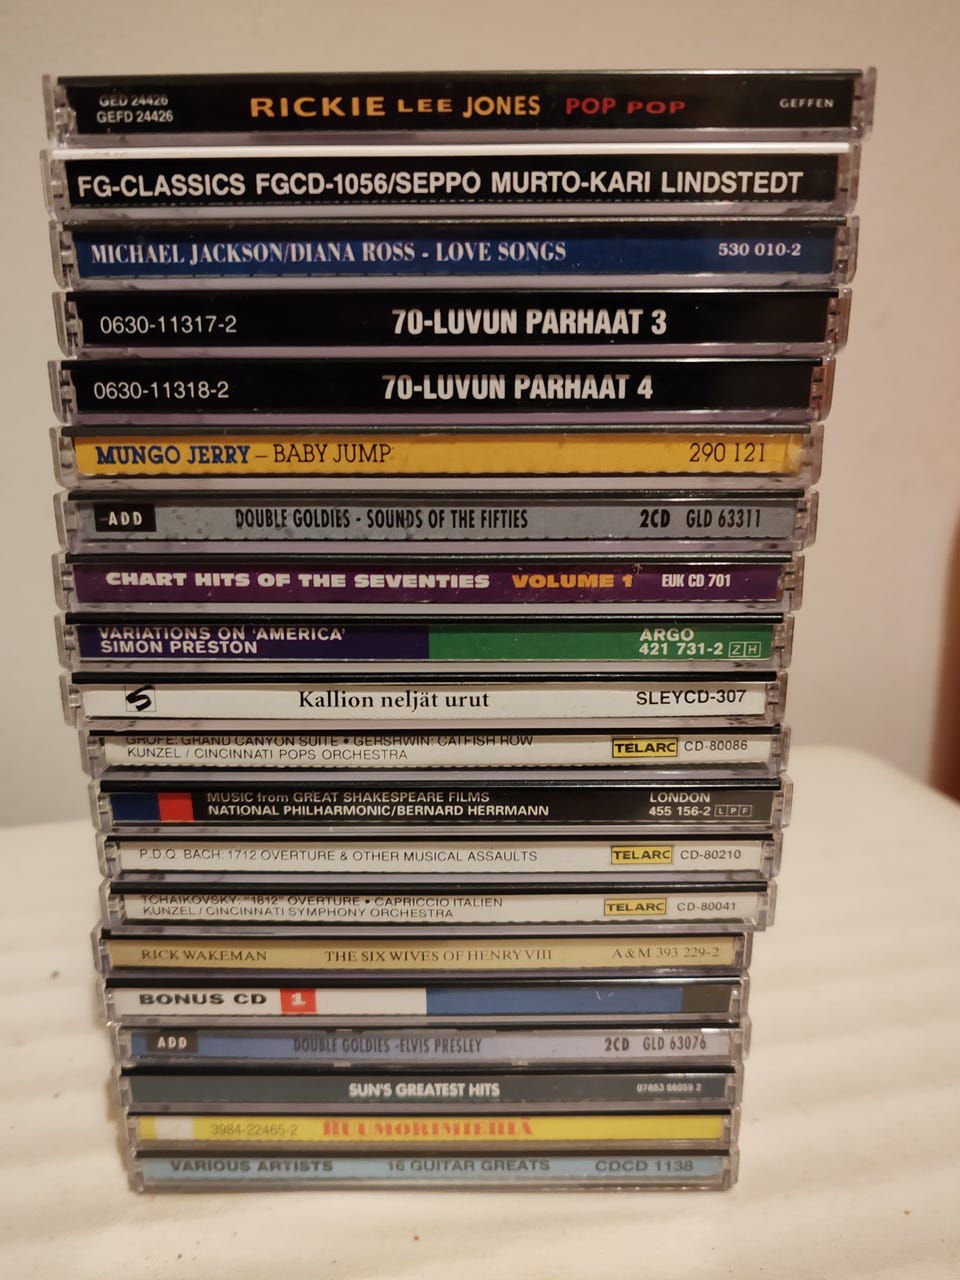 GED 24426
GEFD 24426
RICKIE LEE JONES POP POP
GEFFEN
FG-CLASSICS FGCD-1056/SEPPO MURTO-KARI LINDSTEDT
MICHAEL JACKSON/DIANA ROSS - LOVE SONGS 530 010-2
0630-11317-2 70-LUVUN PARHAAT 3
0630-11318-2 70-LUVUN PARHAAT 4
MUNGO JERRY – BABY JUMP 290 121
ADD DOUBLE GOLDIES - SOUNDS OF THE FIFTIES 2CD GLD 63311
CHART HITS OF THE SEVENTIES VOLUME 1 EUK CD 701
VARIATIONS ON 'AMERICA'
SIMON PRESTON
ARGO
421 731-2 ZH
S Kallion neljät urut SLEYCD-307
GROFÉ: GRAND CANYON SUITE • GERSHWIN: CATFISH ROW
KUNZEL / CINCINNATI POPS ORCHESTRA
TELARC CD-80086
MUSIC from GREAT SHAKESPEARE FILMS
NATIONAL PHILHARMONIC/BERNARD HERRMANN
LONDON
455 156-2 LPF
P.D.Q. BACH: 1712 OVERTURE & OTHER MUSICAL ASSAULTS TELARC CD-80210
TCHAIKOVSKY: "1812" OVERTURE • CAPRICCIO ITALIEN
KUNZEL / CINCINNATI SYMPHONY ORCHESTRA
TELARC CD-80041
RICK WAKEMAN THE SIX WIVES OF HENRY VIII A&M 393 229-2
BONUS CD 1
ADD DOUBLE GOLDIES -ELVIS PRESLEY 2CD GLD 63076
SUN'S GREATEST HITS 07863 66059 2
3984-22465-2 HUUMORIMIEHIÄ
VARIOUS ARTISTS 16 GUITAR GREATS CDCD 1138